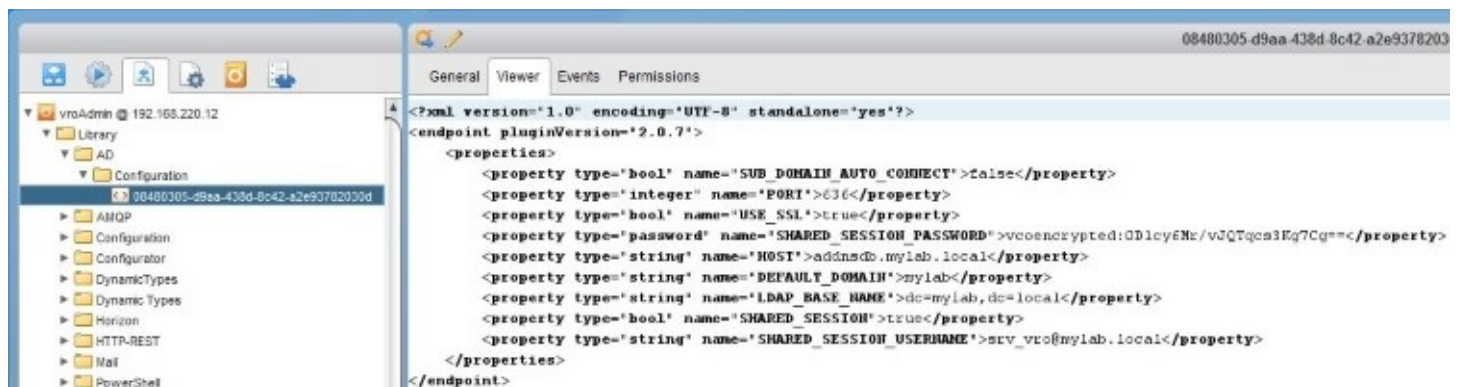 08480305-d9aa-438d-8c42-a2e9378203
General Viewer Events Permissions
vroAdmin @ 192.168.220.12
Library
AD
Configuration
08480305-d9aa-438d-8c42-a2e93782030d
AMQP
Configuration
Configurator
DynamicTypes
Dynamic Types
Horizon
HTTP-REST
Mail
PowerShell
<?xml version="1.0" encoding="UTF-8" standalone="yes"?>
<endpoint pluginVersion="2.0.7">
<properties>
<property type="bool" name="SUB_DOMAIN_AUTO_CONNECT">false</property>
<property type="integer" name="PORT">636</property>
<property type="bool" name="USE_SSL">true</property>
<property type="password" name="SHARED_SESSION_PASSWORD">vcoencrypted:</property>
<property type="string" name="HOST">addnsdb.mylab.local</property>
<property type="string" name="DEFAULT_DOMAIN">mylab</property>
<property type="string" name="LDAP_BASE_NAME">dc=mylab,dc=local</property>
<property type="bool" name="SHARED_SESSION">true</property>
<property type="string" name="SHARED_SESSION_USERNAME">srv_vro@mylab.local</property>
</properties>
</endpoint>